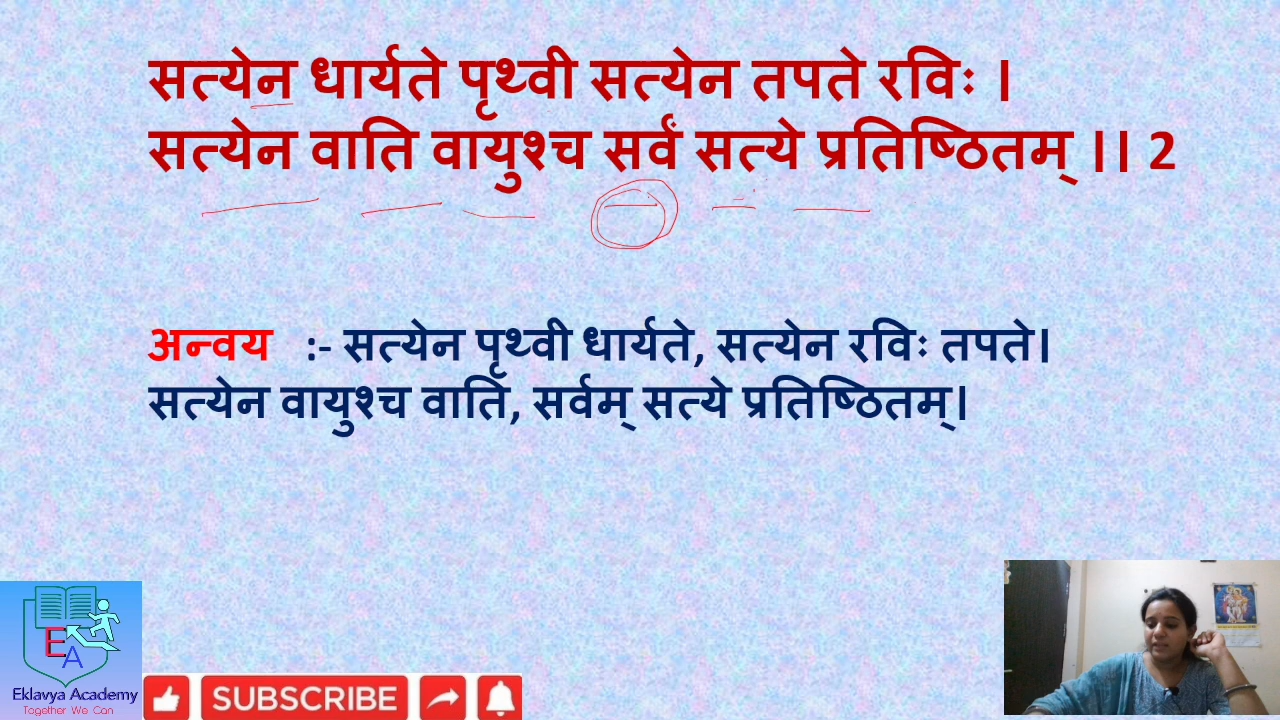 सत्येन धार्यते पृथ्वी सत्येन तपते रविः ।
सत्येन वाति वायुश्च सर्वं सत्ये प्रतिष्ठितम् ।। 2
अन्वय :- सत्येन पृथ्वी धार्यते, सत्येन रविः तपते।
सत्येन वायुश्च वाति, सर्वम् सत्ये प्रतिष्ठितम्।
EA
Eklavya Academy
Together We Can
SUBSCRIBE